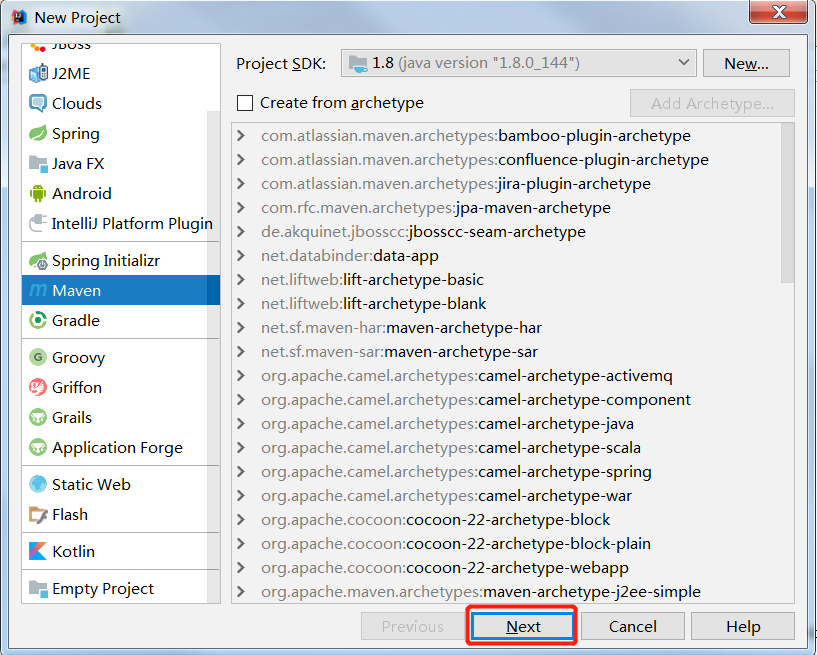 New Project
JBoss
J2ME
Clouds
Spring
Java FX
Android
IntelliJ Platform Plugin
Spring Initializr
Maven
Gradle
Groovy
Griffon
Grails
Application Forge
Static Web
Flash
Kotlin
Empty Project
Project SDK: 1.8 (java version "1.8.0_144") New...
Create from archetype Add Archetype...
com.atlassian.maven.archetypes:bamboo-plugin-archetype
com.atlassian.maven.archetypes:confluence-plugin-archetype
com.atlassian.maven.archetypes:jira-plugin-archetype
com.rfc.maven.archetypes:jpa-maven-archetype
de.akquinet.jbosscc:jbosscc-seam-archetype
net.databinder:data-app
net.liftweb:lift-archetype-basic
net.liftweb:lift-archetype-blank
net.sf.maven-har:maven-archetype-har
net.sf.maven-sar:maven-archetype-sar
org.apache.camel.archetypes:camel-archetype-activemq
org.apache.camel.archetypes:camel-archetype-component
org.apache.camel.archetypes:camel-archetype-java
org.apache.camel.archetypes:camel-archetype-scala
org.apache.camel.archetypes:camel-archetype-spring
org.apache.camel.archetypes:camel-archetype-war
org.apache.cocoon:cocoon-22-archetype-block
org.apache.cocoon:cocoon-22-archetype-block-plain
org.apache.cocoon:cocoon-22-archetype-webapp
org.apache.maven.archetypes:maven-archetype-j2ee-simple
Previous Next Cancel Help